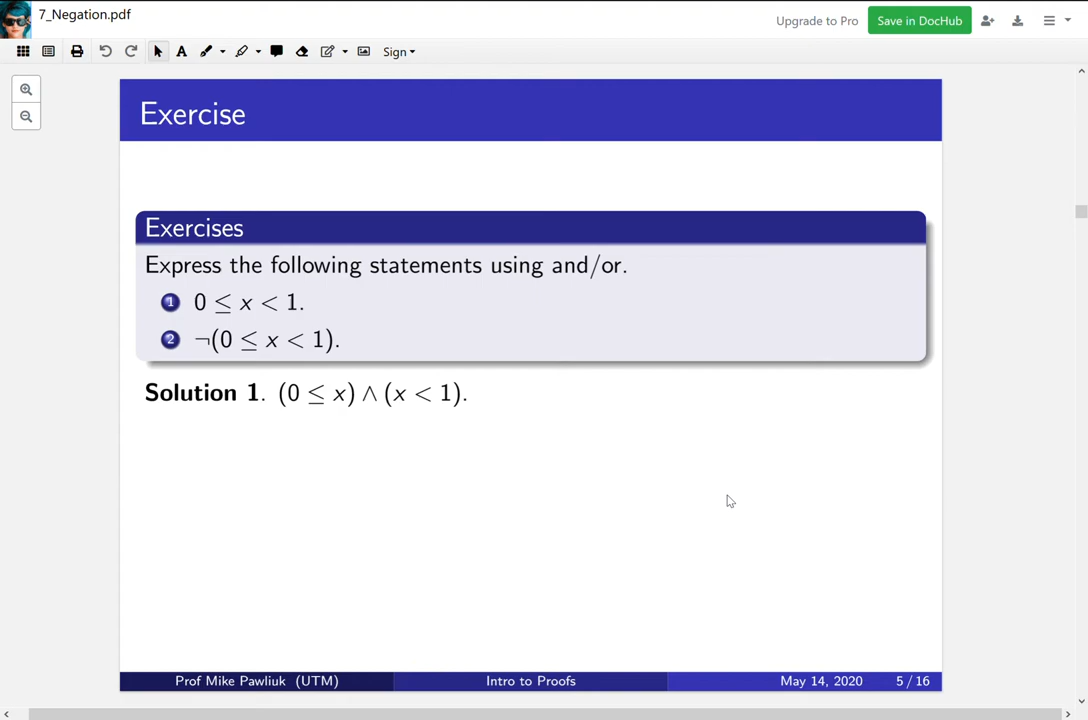 7_Negation.pdf
Upgrade to Pro
Save in DocHub
A
Sign
Exercise
Exercises
Express the following statements using and/or.
1 0 ≤ x < 1.
2 ¬(0 ≤ x < 1).
Solution 1. (0 ≤ x) ∧ (x < 1).
Prof Mike Pawliuk (UTM) Intro to Proofs May 14, 2020 5 / 16